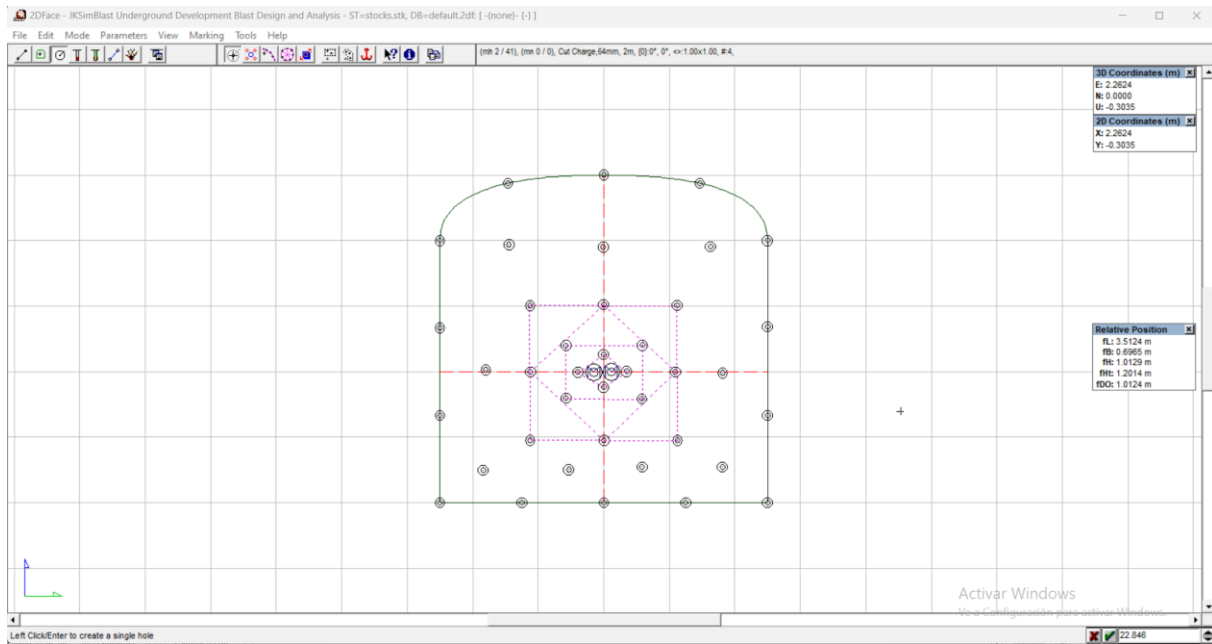 2DFace - JKSimBlast Underground Development Blast Design and Analysis - ST=stocks.stk, DB=default.2df: [ -(none)- {-} ]
File Edit Mode Parameters View Marking Tools Help
(mh 2 / 41), (mn 0 / 0), Cut Charge,64mm, 2m, {0}:0°, 0°, <>:1.00x1.00, #:4,
3D Coordinates (m)
E: 2.2624
N: 0.0000
U: -0.3035
2D Coordinates (m)
X: 2.2624
Y: -0.3035
Relative Position
fL: 3.5124 m
fB: 0.6965 m
fH: 1.0129 m
fHt: 1.2014 m
fDO: 1.0124 m
Activar Windows
Ve a Configuración para activar Windows.
Left Click/Enter to create a single hole
22.846